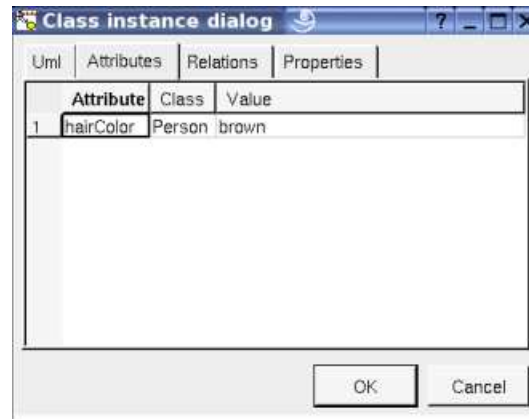 Class instance dialog
Uml Attributes Relations Properties
Attribute Class Value
1 hairColor Person brown
OK Cancel